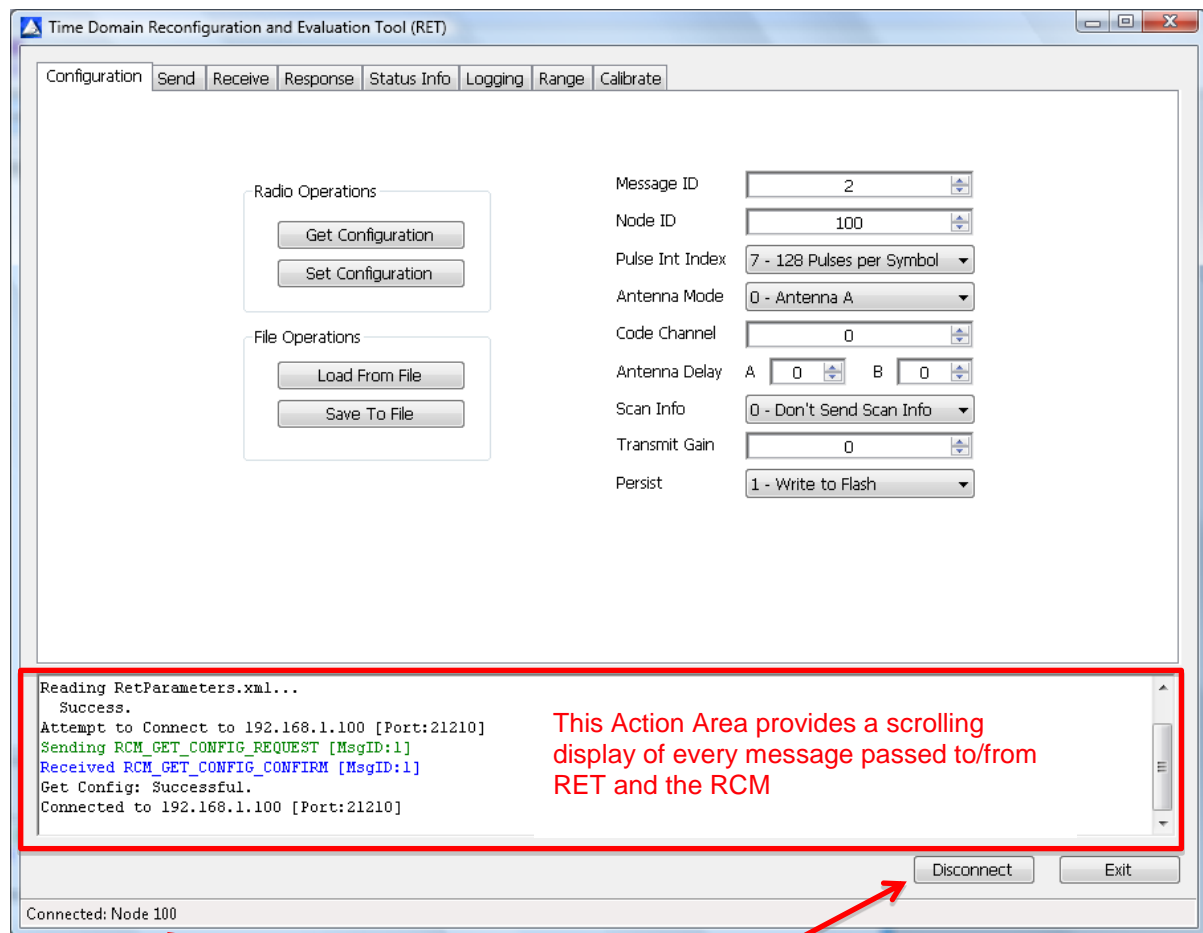 Time Domain Reconfiguration and Evaluation Tool (RET)
Configuration Send Receive Response Status Info Logging Range Calibrate
Radio Operations
Get Configuration
Set Configuration
File Operations
Load From File
Save To File
Message ID 2
Node ID 100
Pulse Int Index 7 - 128 Pulses per Symbol
Antenna Mode 0 - Antenna A
Code Channel 0
Antenna Delay A 0 B 0
Scan Info 0 - Don't Send Scan Info
Transmit Gain 0
Persist 1 - Write to Flash
Reading RetParameters.xml...
Success.
Attempt to Connect to 192.168.1.100 [Port:21210]
Sending RCM_GET_CONFIG_REQUEST [MsgID:1]
Received RCM_GET_CONFIG_CONFIRM [MsgID:1]
Get Config: Successful.
Connected to 192.168.1.100 [Port:21210]
This Action Area provides a scrolling
display of every message passed to/from
RET and the RCM
Disconnect Exit
Connected: Node 100